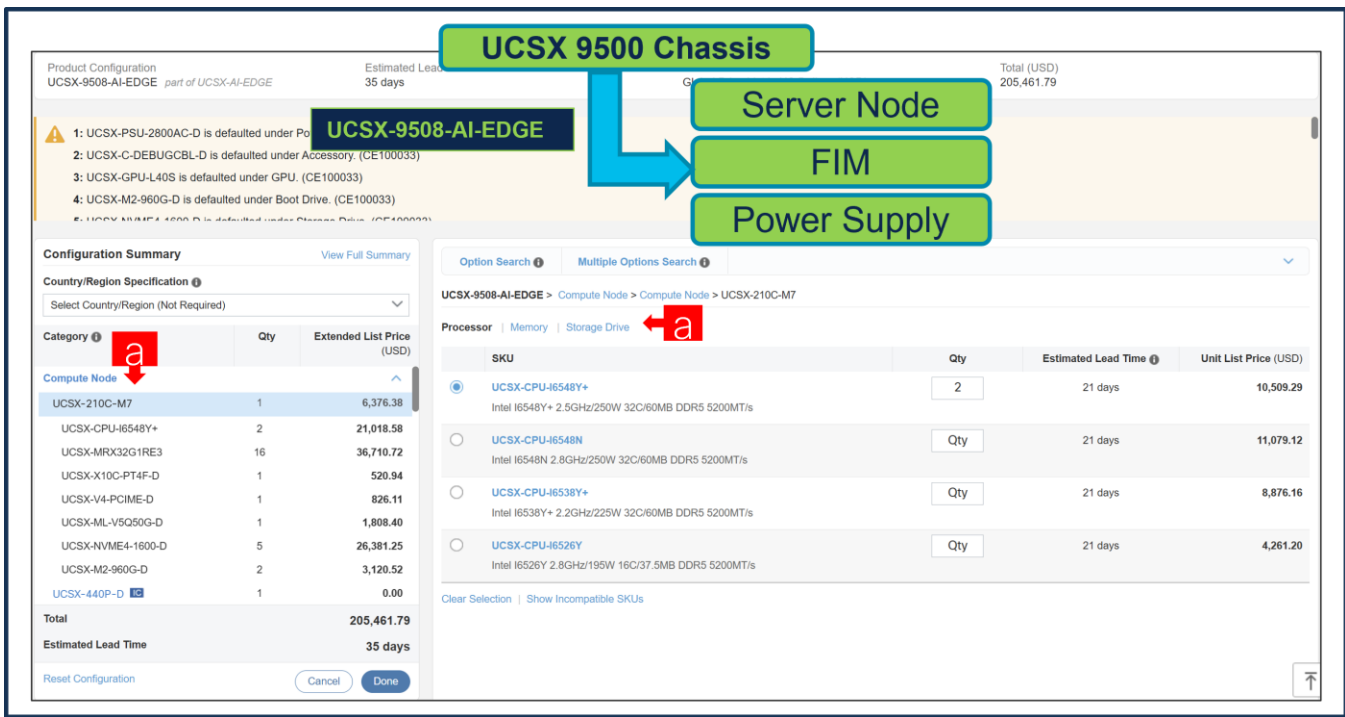 UCSX 9500 Chassis
Server Node
FIM
Power Supply
UCSX-9508-AI-EDGE
Product Configuration
UCSX-9508-AI-EDGE part of UCSX-AI-EDGE
Estimated Lead
35 days
Total (USD)
205,461.79
1: UCSX-PSU-2800AC-D is defaulted under Po
2: UCSX-C-DEBUGCBL-D is defaulted under Accessory. (CE100033)
3: UCSX-GPU-L40S is defaulted under GPU. (CE100033)
4: UCSX-M2-960G-D is defaulted under Boot Drive. (CE100033)
5: UCSX-NVME4-1600-D is defaulted under Storage Drive. (CE100033)
Configuration Summary
View Full Summary
Country/Region Specification
Select Country/Region (Not Required)
Category
Qty
Extended List Price (USD)
a
Compute Node
UCSX-210C-M7 1 6,376.38
UCSX-CPU-I6548Y+ 2 21,018.58
UCSX-MRX32G1RE3 16 36,710.72
UCSX-X10C-PT4F-D 1 520.94
UCSX-V4-PCIME-D 1 826.11
UCSX-ML-V5Q50G-D 1 1,808.40
UCSX-NVME4-1600-D 5 26,381.25
UCSX-M2-960G-D 2 3,120.52
UCSX-440P-D IC 1 0.00
Total 205,461.79
Estimated Lead Time 35 days
Reset Configuration
Cancel
Done
Option Search
Multiple Options Search
UCSX-9508-AI-EDGE > Compute Node > Compute Node > UCSX-210C-M7
Processor | Memory | Storage Drive
a
SKU Qty Estimated Lead Time Unit List Price (USD)
UCSX-CPU-I6548Y+ 2 21 days 10,509.29
Intel I6548Y+ 2.5GHz/250W 32C/60MB DDR5 5200MT/s
UCSX-CPU-I6548N Qty 21 days 11,079.12
Intel I6548N 2.8GHz/250W 32C/60MB DDR5 5200MT/s
UCSX-CPU-I6538Y+ Qty 21 days 8,876.16
Intel I6538Y+ 2.2GHz/225W 32C/60MB DDR5 5200MT/s
UCSX-CPU-I6526Y Qty 21 days 4,261.20
Intel I6526Y 2.8GHz/195W 16C/37.5MB DDR5 5200MT/s
Clear Selection | Show Incompatible SKUs